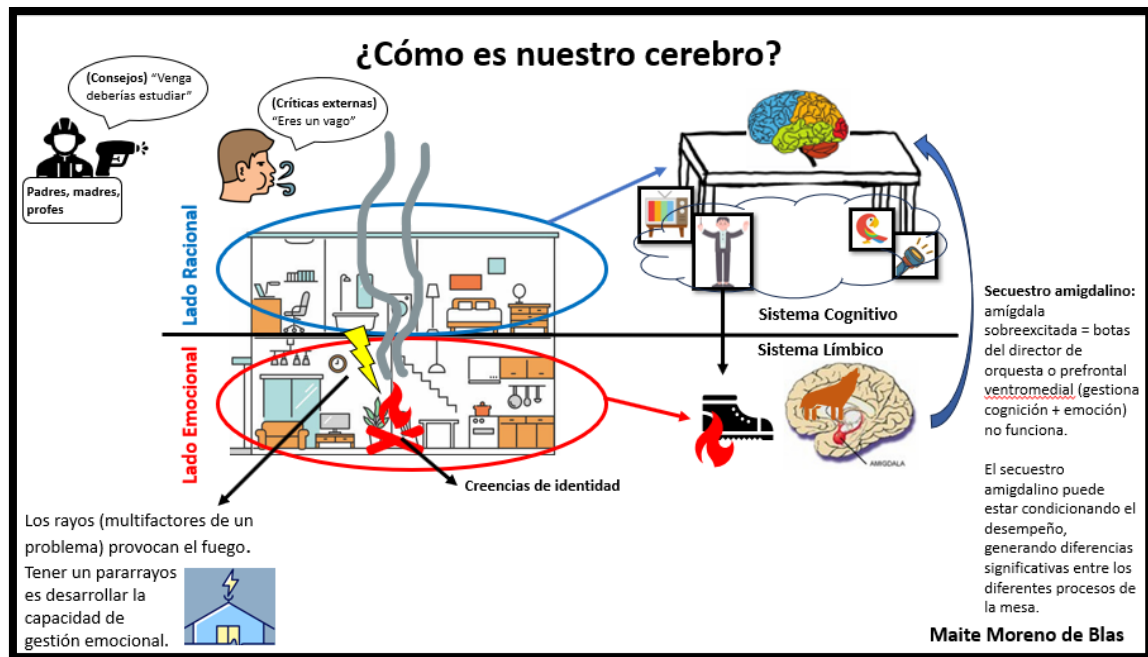 ¿Cómo es nuestro cerebro?
(Consejos) "Venga
deberías estudiar"
(Críticas externas)
"Eres un vago"
Padres, madres,
profes
Lado Racional
Lado Emocional
Sistema Cognitivo
Sistema Límbico
AMIGDALA
Creencias de identidad
Los rayos (multifactores de un
problema) provocan el fuego.
Tener un pararrayos
es desarrollar la
capacidad de
gestión emocional.
Secuestro amigdalino:
amígdala
sobreexcitada = botas
del director de
orquesta o prefrontal
ventromedial (gestiona
cognición + emoción)
no funciona.
El secuestro
amigdalino puede
estar condicionando el
desempeño,
generando diferencias
significativas entre los
diferentes procesos de
la mesa.
Maite Moreno de Blas